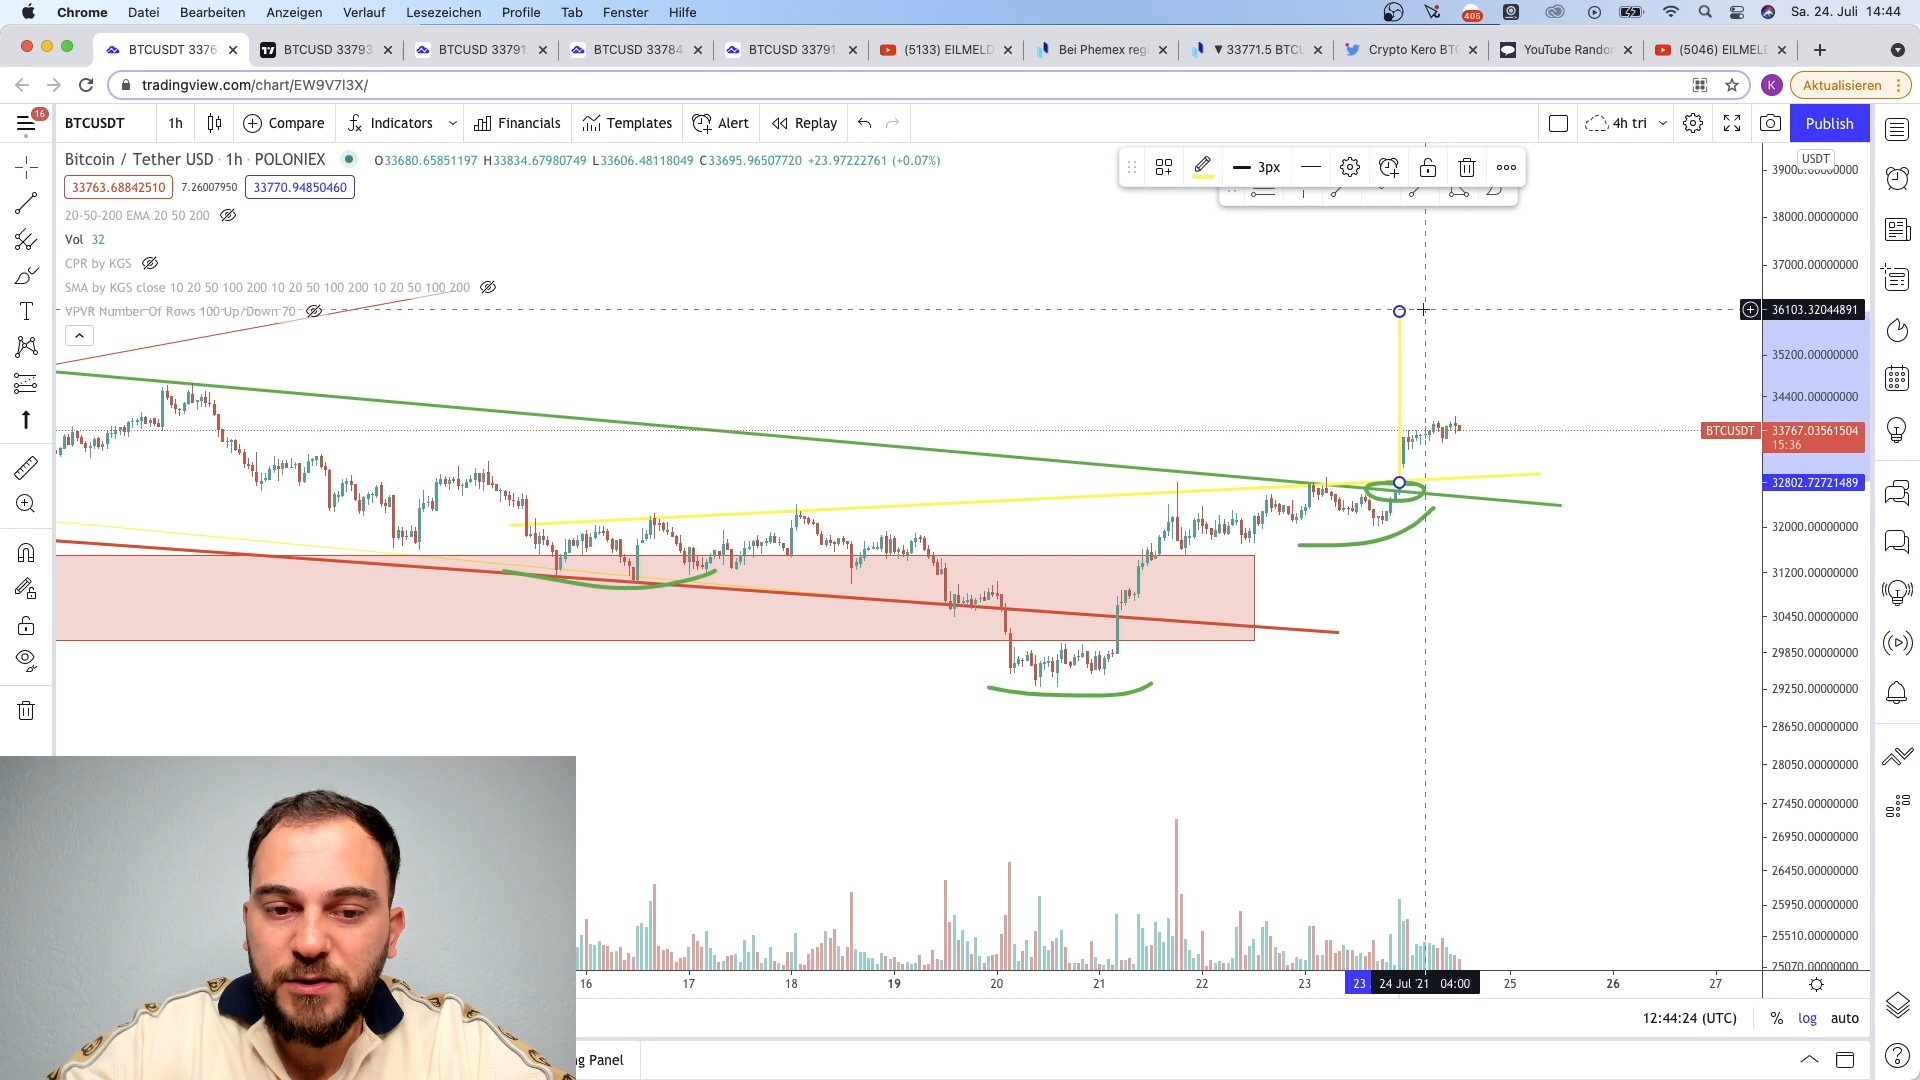 Chrome Datei Bearbeiten Anzeigen Verlauf Lesezeichen Profile Tab Fenster Hilfe 405 Sa. 24. Juli 14:44
BTCUSDT 3376 BTCUSD 33793 BTCUSD 33791. BTCUSD 33784 BTCUSD 33791. (5133) EILMELD Bei Phemex reg ▼ 33771.5 BTCU Crypto Kero BTC YouTube Randon (5046) EILMELD
tradingview.com/chart/EW9V7I3X/ K Aktualisieren
16 BTCUSDT 1h Compare Indicators Financials Templates Alert Replay 4h tri Publish
Bitcoin / Tether USD · 1h · POLONIEX O33680.65851197 H33834.67980749 L33606.48118049 C33695.96507720 +23.97222761 (+0.07%)
33763.68842510 7.26007950 33770.94850460
20-50-200 EMA 20 50 200
Vol 32
CPR by KGS
SMA by KGS close 10 20 50 100 200 10 20 50 100 200 10 20 50 100 200
VPVR Number Of Rows 100 Up/Down 70
3px
USDT
39000.00000000
38000.00000000
37000.00000000
36103.32044891
35200.00000000
34400.00000000
BTCUSDT 33767.03561504
15:36
32802.72721489
32000.00000000
31200.00000000
30450.00000000
29850.00000000
29250.00000000
28650.00000000
28050.00000000
27450.00000000
26950.00000000
26450.00000000
25950.00000000
25510.00000000
25070.00000000
16 17 18 19 20 21 22 23 23 24 Jul '21 04:00 25 26 27
12:44:24 (UTC) % log auto
g Panel